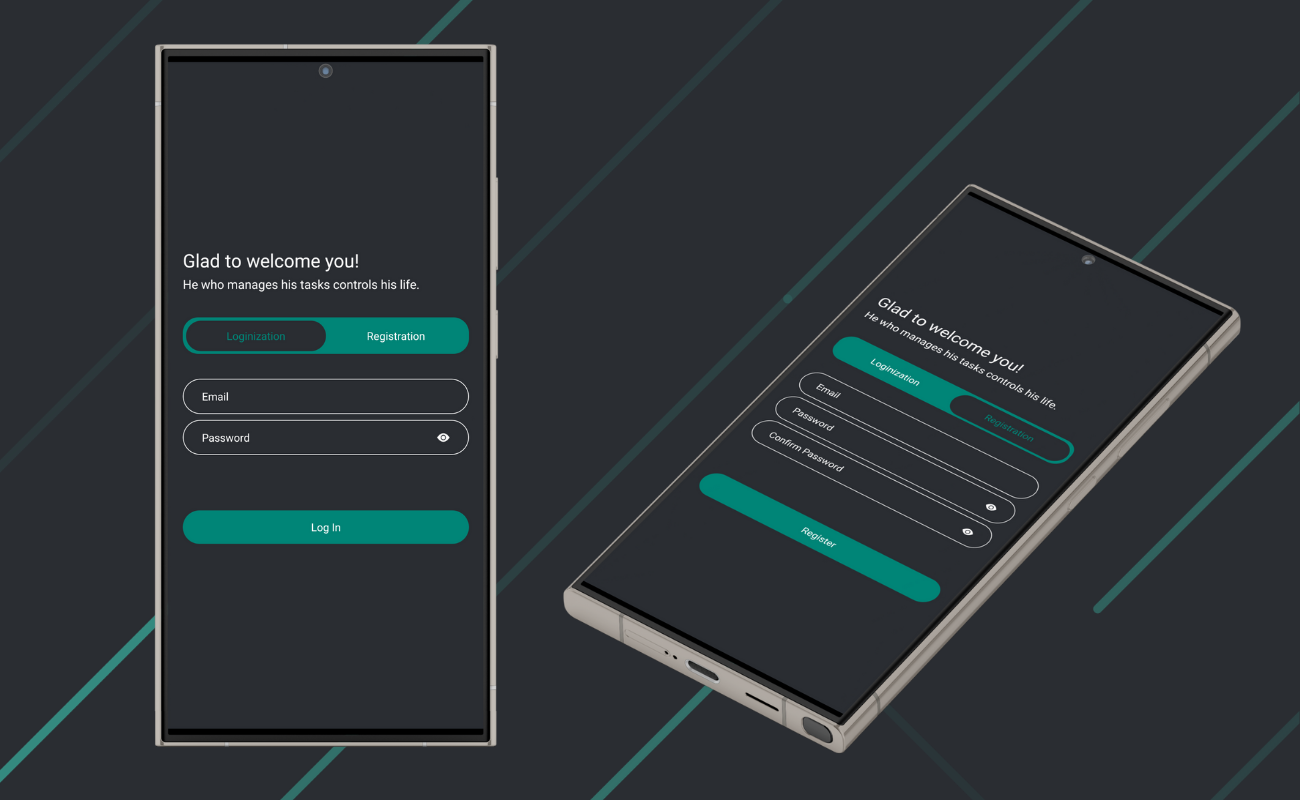 Glad to welcome you!
He who manages his tasks controls his life.
Loginization
Registration
Email
Password
Log In
Glad to welcome you!
He who manages his tasks controls his life.
Loginization
Registration
Email
Password
Confirm Password
Register